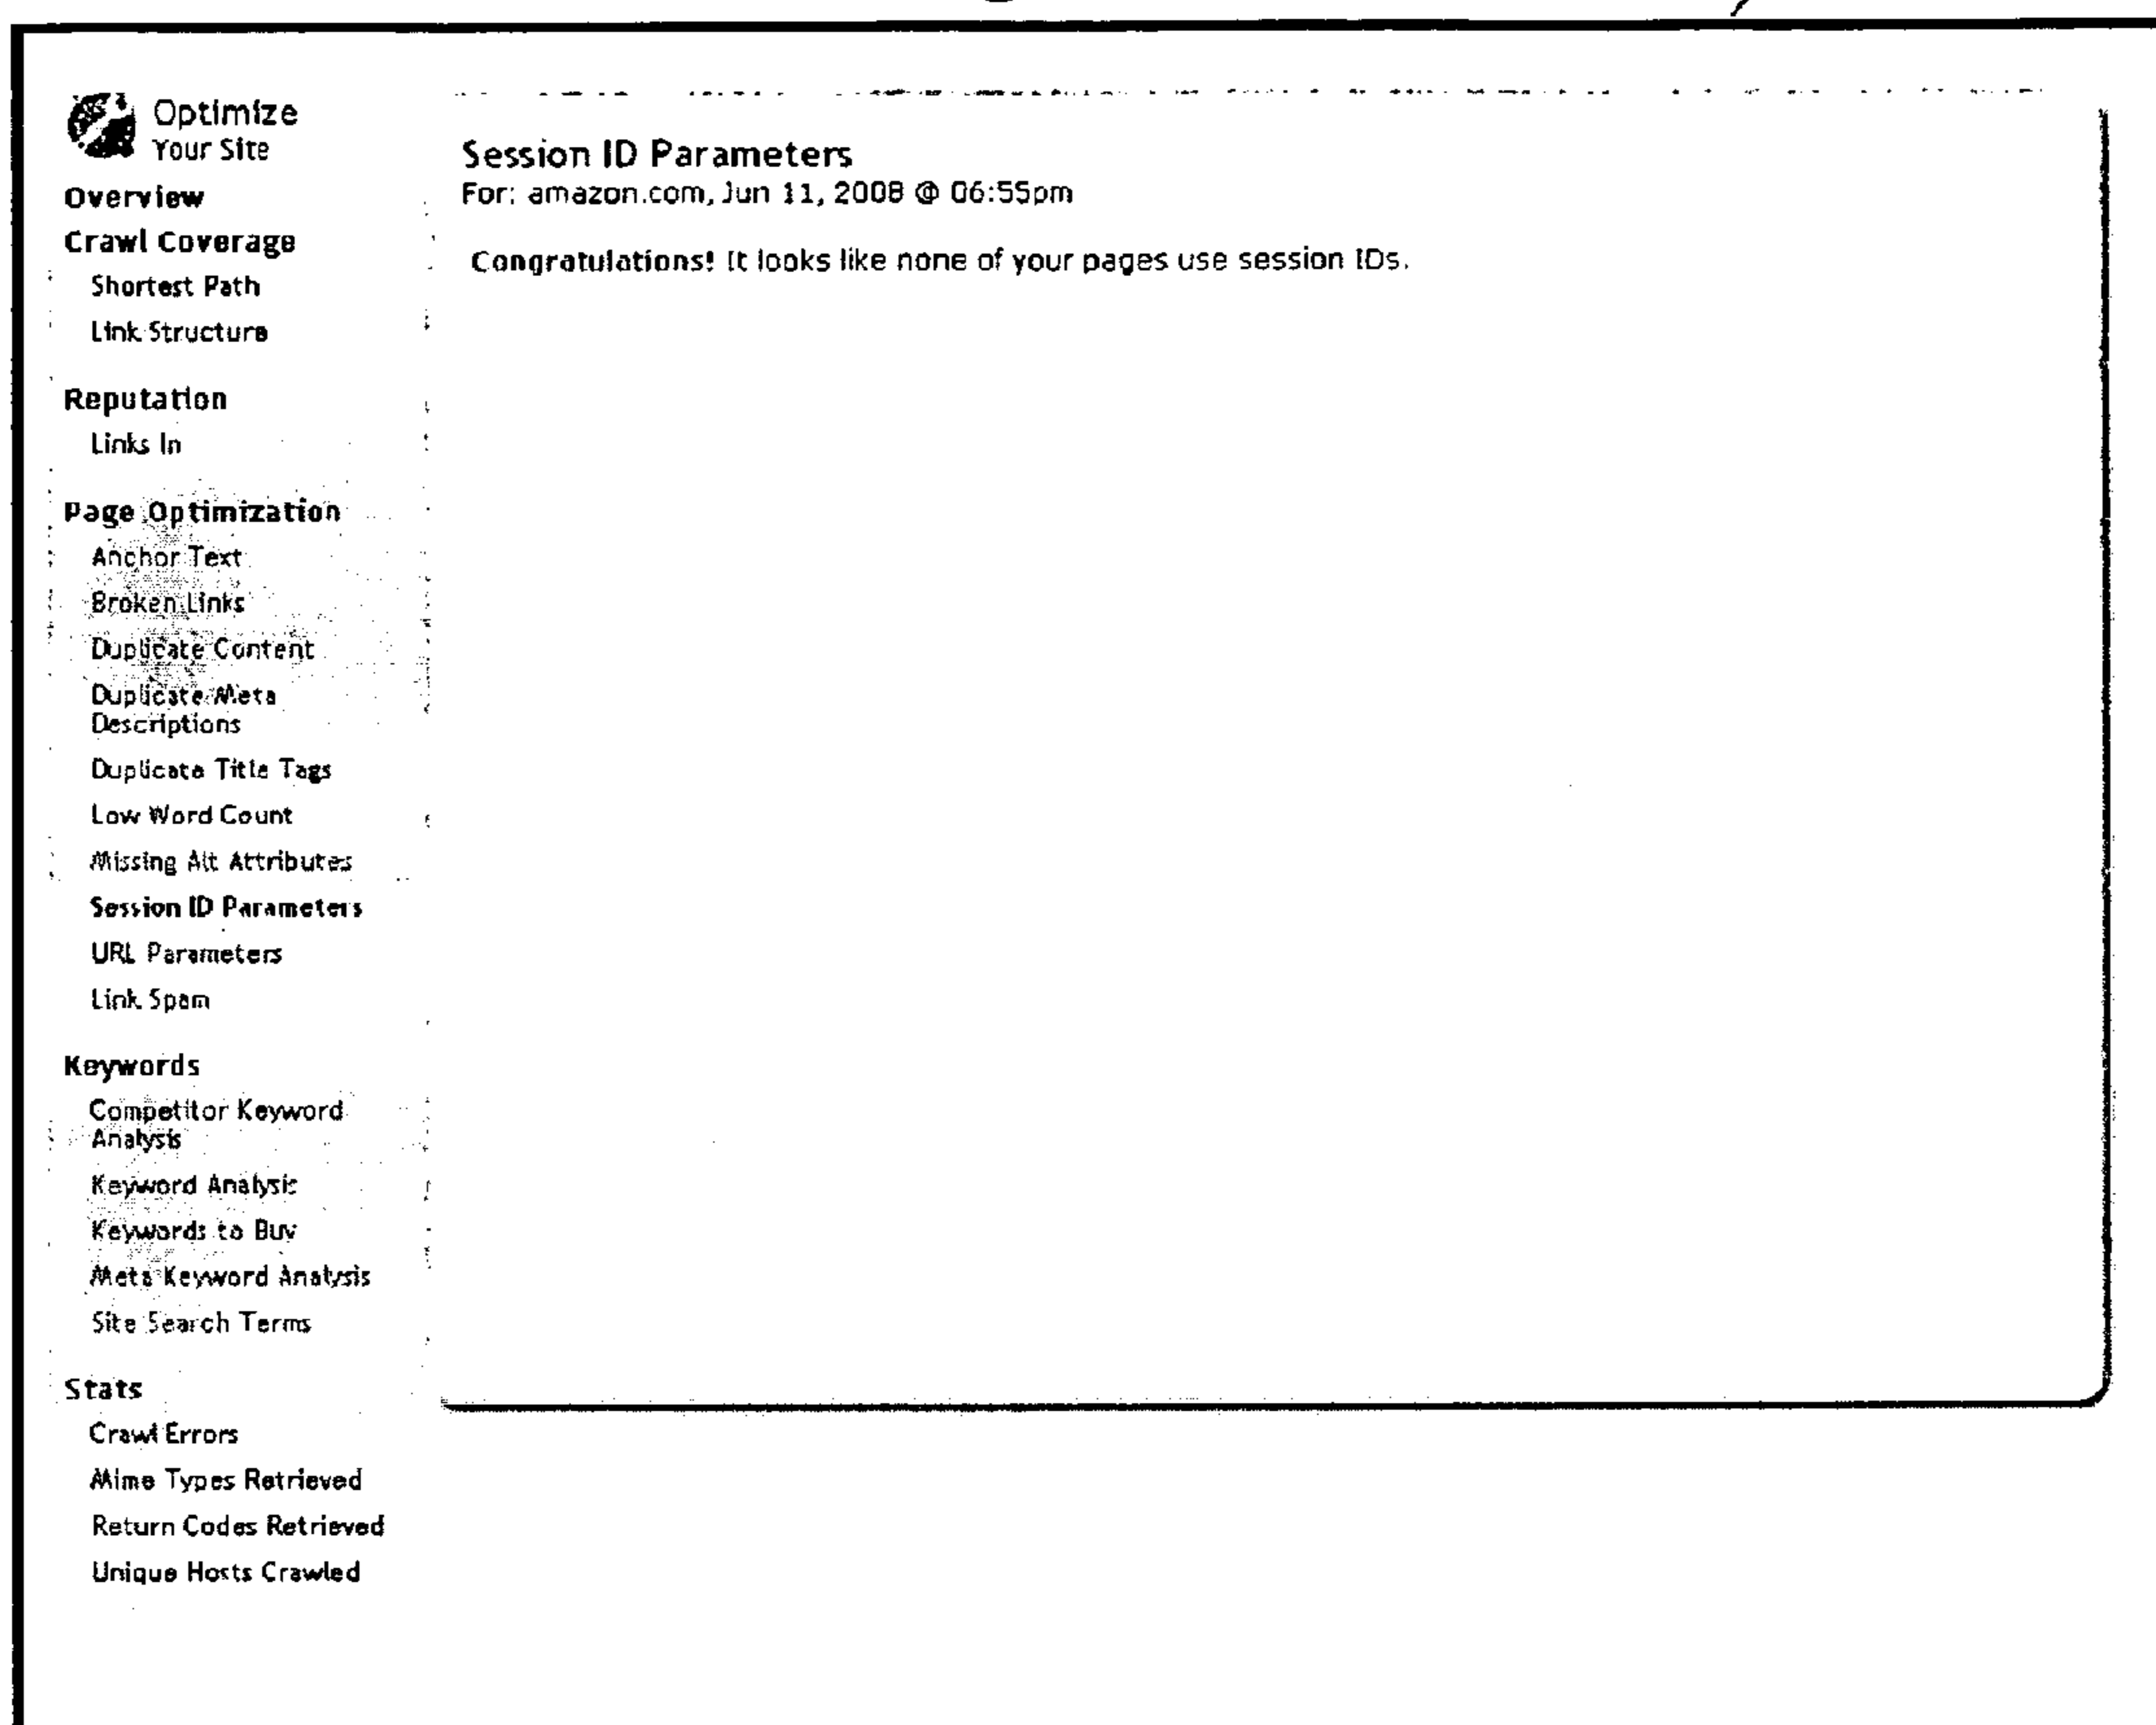 Optimize
Your Site
Overview
Crawl Coverage
Shortest Path
Link Structure
Reputation
Links In
Page Optimization
Anchor Text
Broken Links
Duplicate Content
Duplicate Meta
Descriptions
Duplicate Title Tags
Low Word Count
Missing Alt Attributes
Session ID Parameters
URL Parameters
Link Spam
Keywords
Competitor Keyword
Analysis
Keyword Analysis
Keywords to Buy
Meta Keyword Analysis
Site Search Terms
Stats
Crawl Errors
Mime Types Retrieved
Return Codes Retrieved
Unique Hosts Crawled
Session ID Parameters
For: amazon.com, Jun 11, 2008 @ 06:55pm
Congratulations! It looks like none of your pages use session IDs.